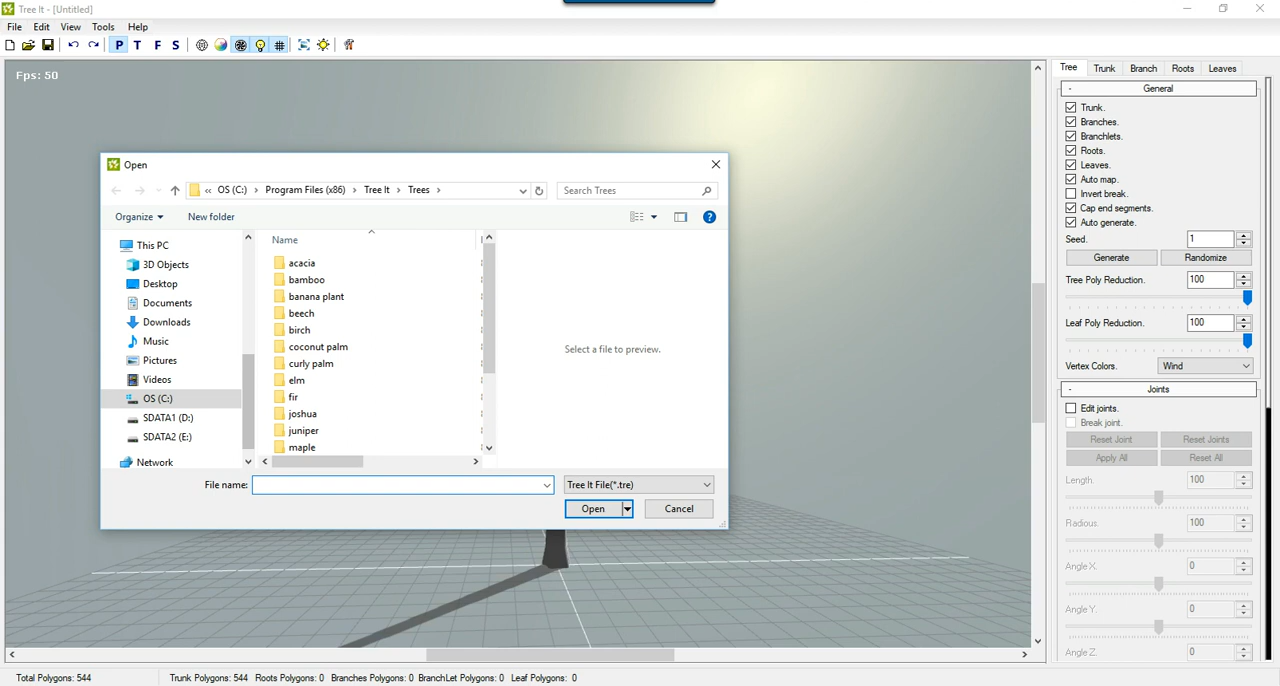 Tree It - [Untitled]
File Edit View Tools Help
P T F S
Fps: 50
Open
« OS (C:) › Program Files (x86) › Tree It › Trees ›
Search Trees
Organize
New folder
This PC
3D Objects
Desktop
Documents
Downloads
Music
Pictures
Videos
OS (C:)
SDATA1 (D:)
SDATA2 (E:)
Network
Name
acacia
bamboo
banana plant
beech
birch
coconut palm
curly palm
elm
fir
joshua
juniper
maple
Select a file to preview.
File name:
Tree It File(*.tre)
Open
Cancel
Tree Trunk Branch Roots Leaves
- General
Trunk.
Branches.
Branchlets.
Roots.
Leaves.
Auto map.
Invert break.
Cap end segments.
Auto generate.
Seed. 1
Generate Randomize
Tree Poly Reduction. 100
Leaf Poly Reduction. 100
Vertex Colors. Wind
- Joints
Edit joints.
Break joint.
Reset Joint Reset Joints
Apply All Reset All
Length. 100
Radious. 100
Angle X. 0
Angle Y. 0
Angle Z. 0
Total Polygons: 544
Trunk Polygons: 544 Roots Polygons: 0 Branches Polygons: 0 BranchLet Polygons: 0 Leaf Polygons: 0